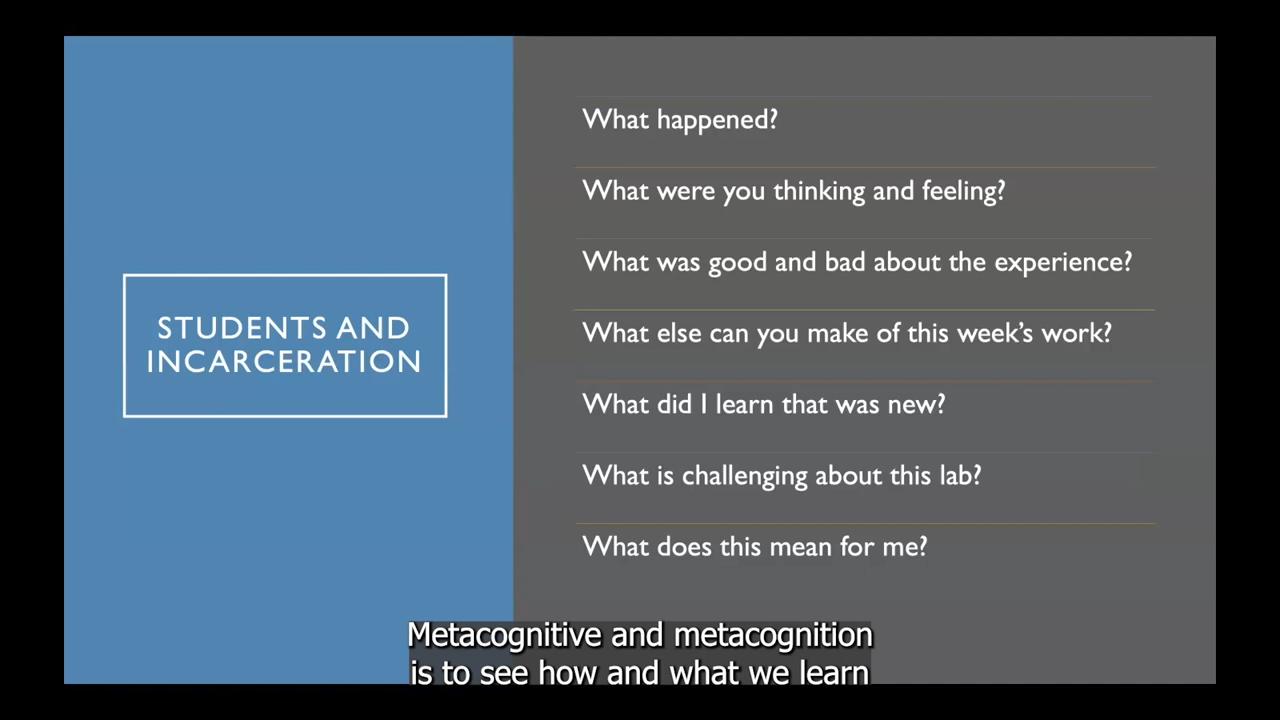 STUDENTS AND
INCARCERATION
What happened?
What were you thinking and feeling?
What was good and bad about the experience?
What else can you make of this week’s work?
What did I learn that was new?
What is challenging about this lab?
What does this mean for me?
Metacognitive and metacognition
is to see how and what we learn